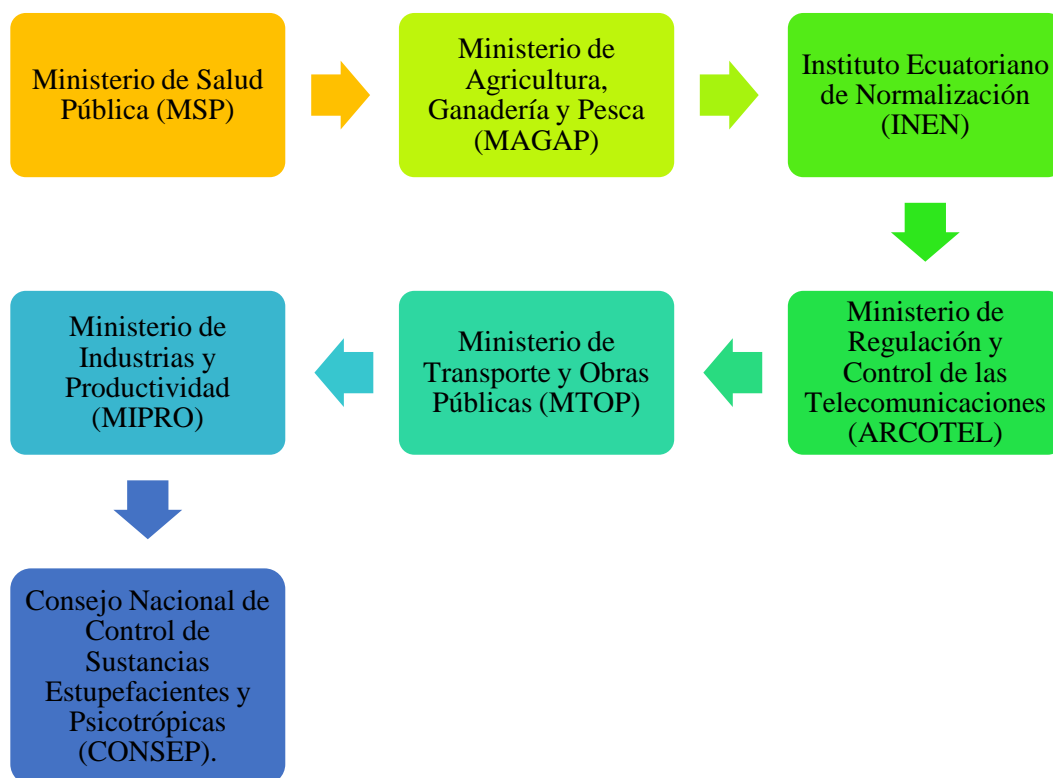 Ministerio de Salud
Pública (MSP)
Ministerio de
Agricultura,
Ganadería y Pesca
(MAGAP)
Instituto Ecuatoriano
de Normalización
(INEN)
Ministerio de
Regulación y
Control de las
Telecomunicaciones
(ARCOTEL)
Ministerio de
Transporte y Obras
Públicas (MTOP)
Ministerio de
Industrias y
Productividad
(MIPRO)
Consejo Nacional de
Control de
Sustancias
Estupefacientes y
Psicotrópicas
(CONSEP).